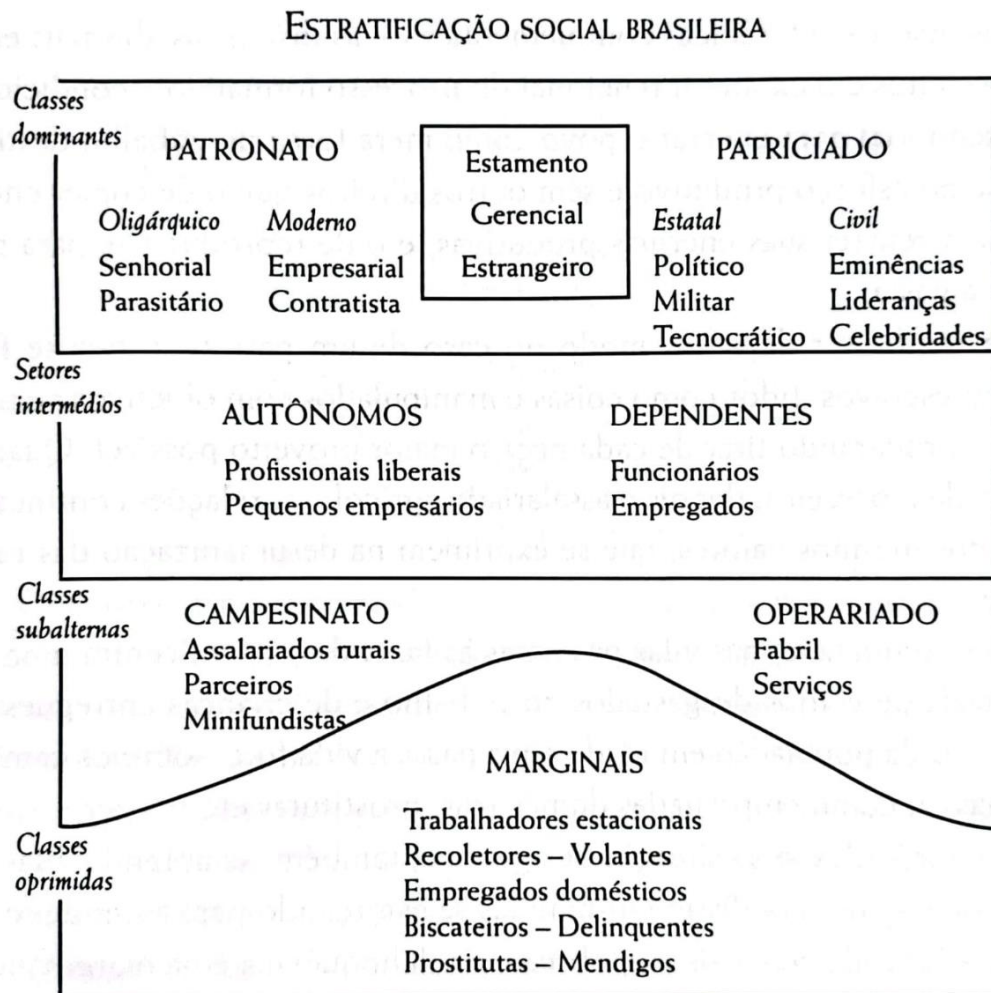 ESTRATIFICAÇÃO SOCIAL BRASILEIRA
Classes
dominantes
PATRONATO
Oligárquico Moderno
Senhorial Empresarial
Parasitário Contratista
Estamento
Gerencial
Estrangeiro
PATRICIADO
Estatal Civil
Político Eminências
Militar Lideranças
Tecnocrático Celebridades
Setores
intermédios
AUTÔNOMOS
Profissionais liberais
Pequenos empresários
DEPENDENTES
Funcionários
Empregados
Classes
subalternas
CAMPESINATO
Assalariados rurais
Parceiros
Minifundistas
OPERARIADO
Fabril
Serviços
Classes
oprimidas
MARGINAIS
Trabalhadores estacionais
Recoletores – Volantes
Empregados domésticos
Biscateiros – Delinquentes
Prostitutas – Mendigos